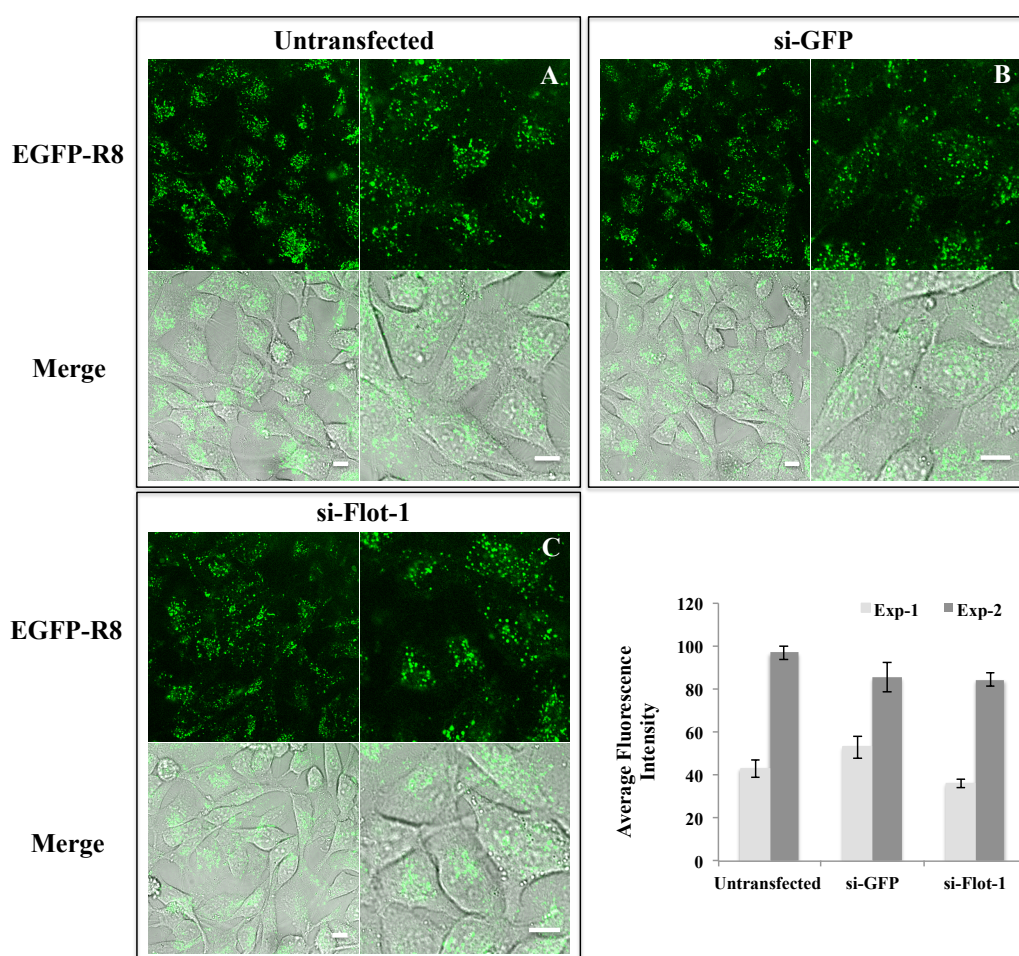 Untransfected
A
EGFP-R8
Merge
si-GFP
B
si-Flot-1
C
EGFP-R8
Merge
Exp-1 Exp-2
Average Fluorescence
Intensity
120
100
80
60
40
20
0
Untransfected si-GFP si-Flot-1